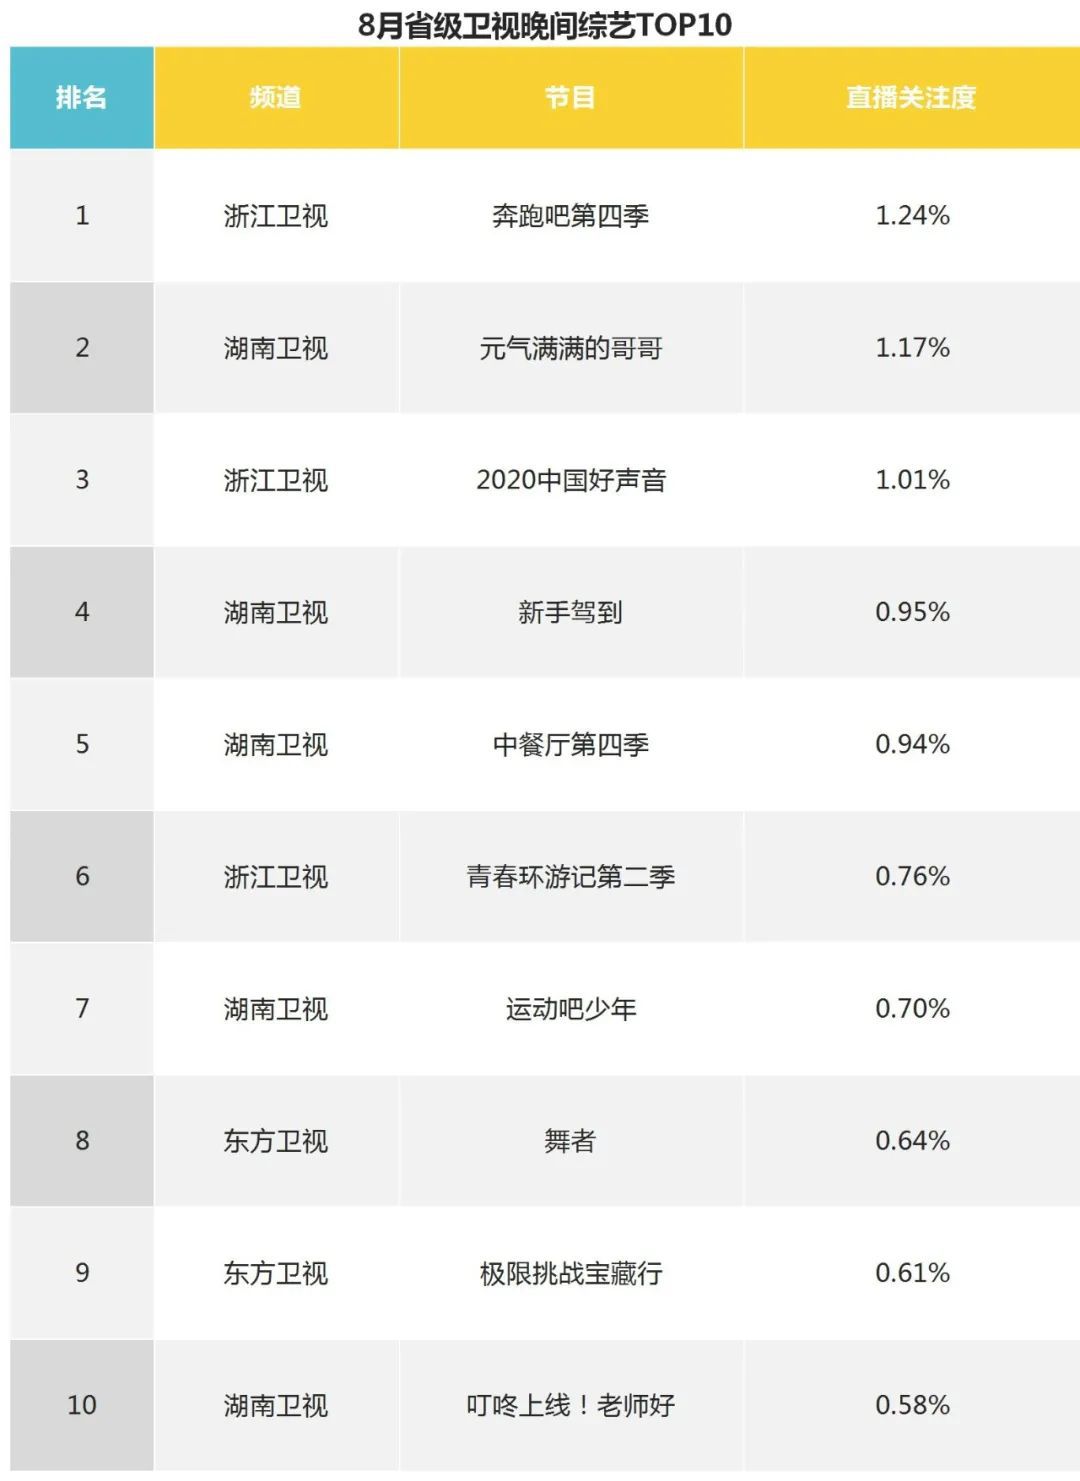 8月省级卫视晚间综艺TOP10
排名 频道 节目 直播关注度
1 浙江卫视 奔跑吧第四季 1.24%
2 湖南卫视 元气满满的哥哥 1.17%
3 浙江卫视 2020中国好声音 1.01%
4 湖南卫视 新手驾到 0.95%
5 湖南卫视 中餐厅第四季 0.94%
6 浙江卫视 青春环游记第二季 0.76%
7 湖南卫视 运动吧少年 0.70%
8 东方卫视 舞者 0.64%
9 东方卫视 极限挑战宝藏行 0.61%
10 湖南卫视 叮咚上线！老师好 0.58%